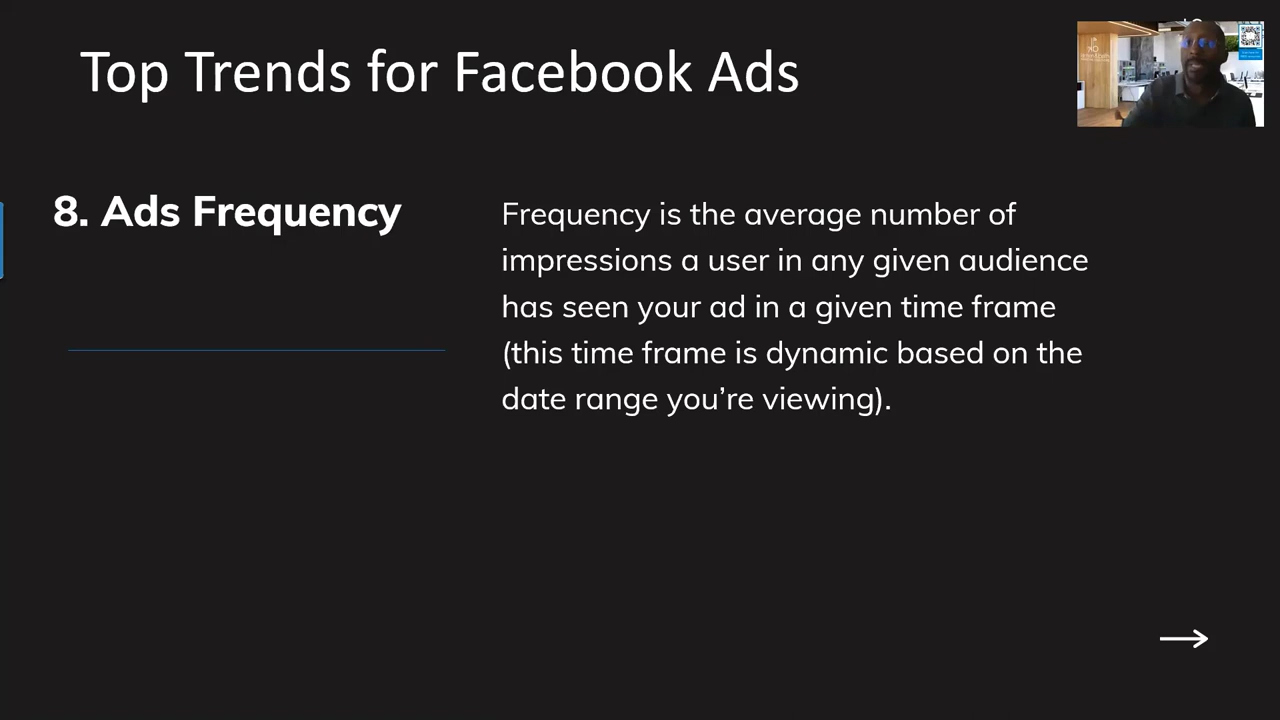 Top Trends for Facebook Ads
8. Ads Frequency
Frequency is the average number of
impressions a user in any given audience
has seen your ad in a given time frame
(this time frame is dynamic based on the
date range you’re viewing).